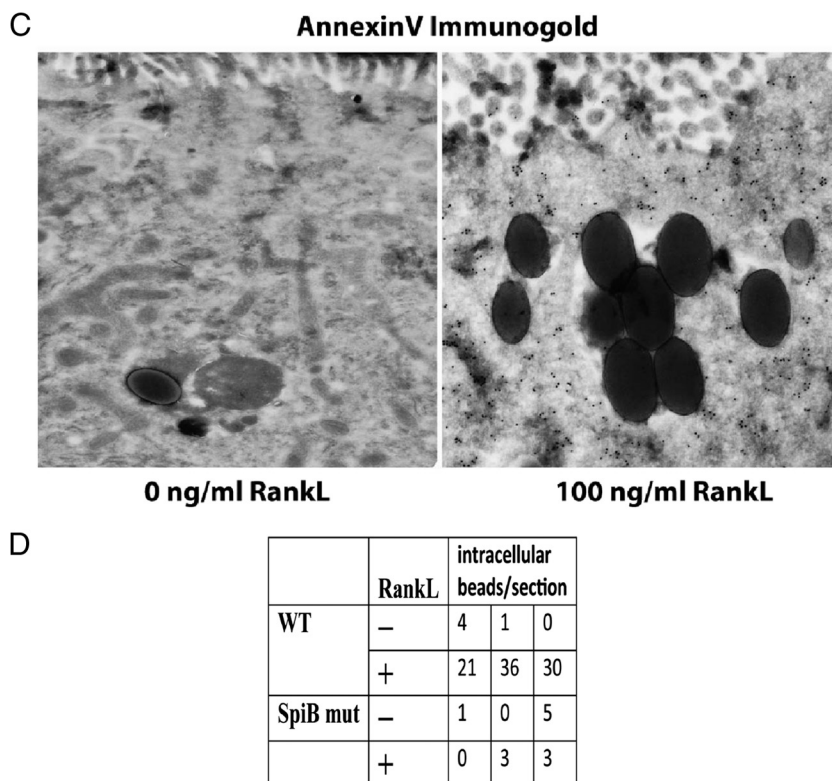 C
AnnexinV Immunogold
0 ng/ml RankL
100 ng/ml RankL
D
RankL
intracellular
beads/section
WT
–
4 1 0
+
21 36 30
SpiB mut
–
1 0 5
+
0 3 3